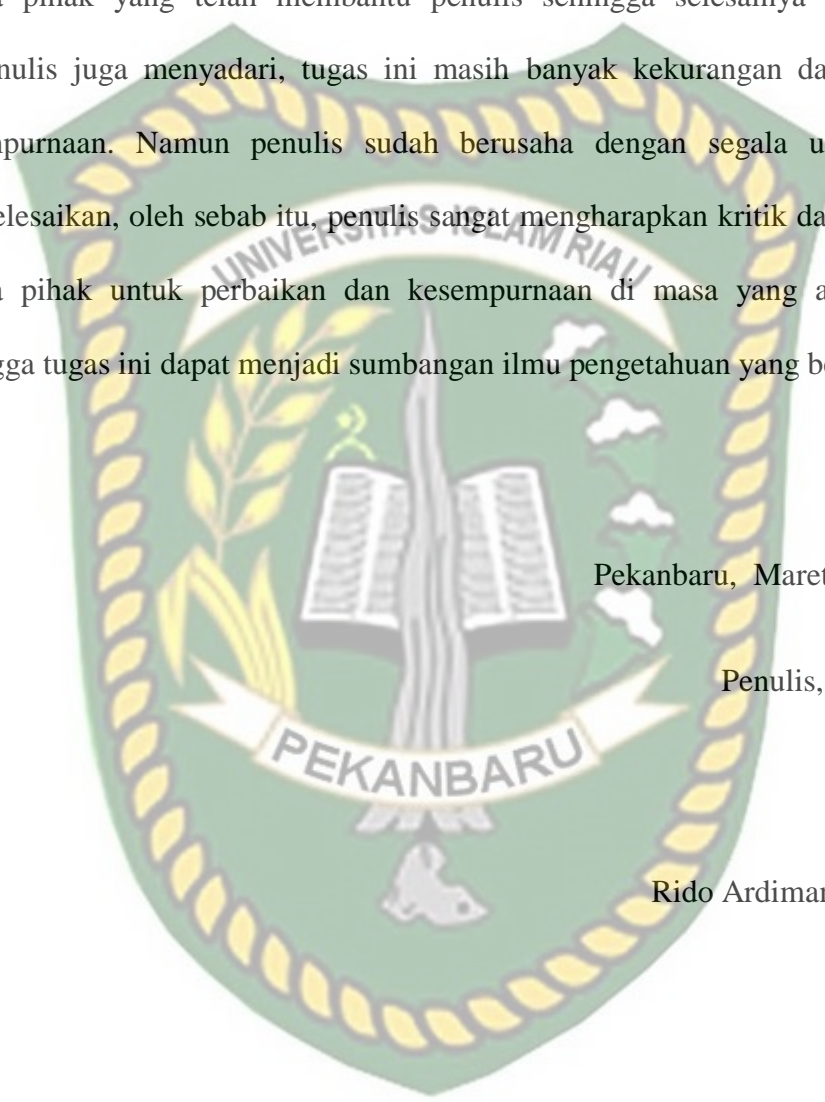 pihak yang telah membantu penulis sehingga selesainya
nulis juga menyadari, tugas ini masih banyak kekurangan da
npurnaan. Namun penulis sudah berusaha dengan segala u
elesaikan, oleh sebab itu, penulis sangat mengharapkan kritik da
pihak untuk perbaikan dan kesempurnaan di masa yang a
gga tugas ini dapat menjadi sumbangan ilmu pengetahuan yang be
UNIVERSITAS ISLAM RIAU
Pekanbaru, Maret
Penulis,
PEKANBARU
Rido Ardiman